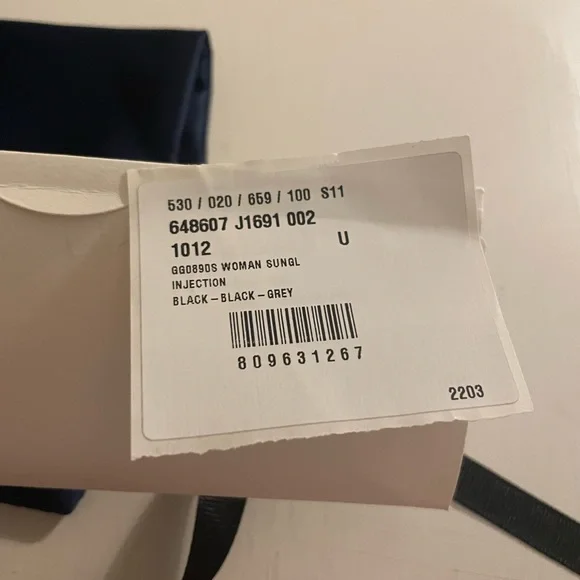 530 / 020 / 659 / 100 S11
648607 J1691 002
1012 U
GG0890S WOMAN SUNGL
INJECTION
BLACK-BLACK-GREY
809631267
2203